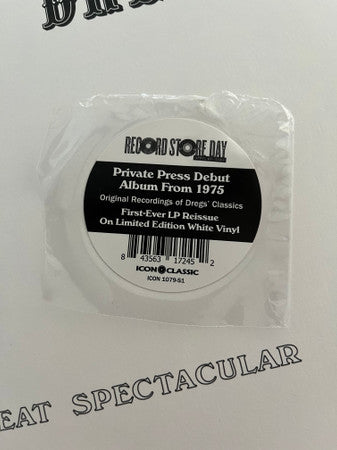 RECORD STORE DAY
Private Press Debut
Album From 1975
Original Recordings of Dregs' Classics
First-Ever LP Reissue
On Limited Edition White Vinyl
8 43563 17245 2
ICON CLASSIC
ICON 1079-S1
EAT SPECTACULAR